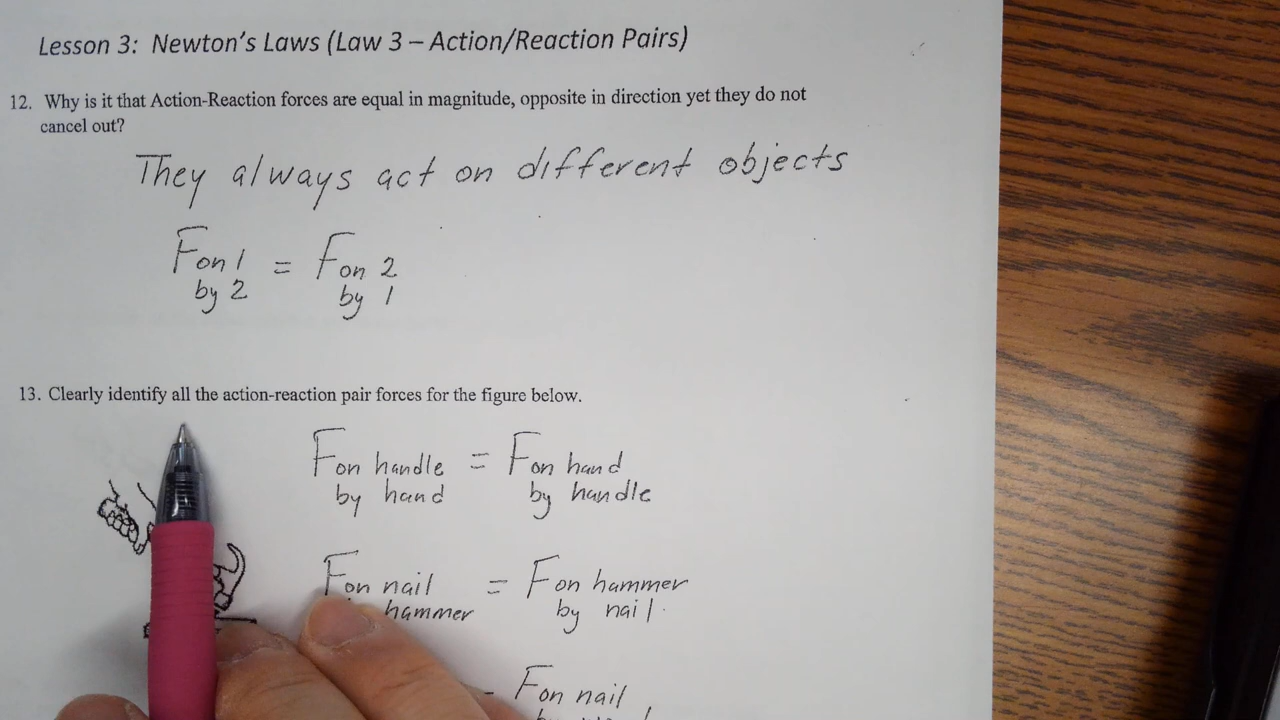 Lesson 3: Newton's Laws (Law 3 – Action/Reaction Pairs)
12. Why is it that Action-Reaction forces are equal in magnitude, opposite in direction yet they do not
cancel out?
They always act on different objects
F on 1 = F on 2
by 2 by 1
13. Clearly identify all the action-reaction pair forces for the figure below.
F on handle = F on hand
by hand by handle
F on nail = F on hammer
hammer by nail.
F on nail